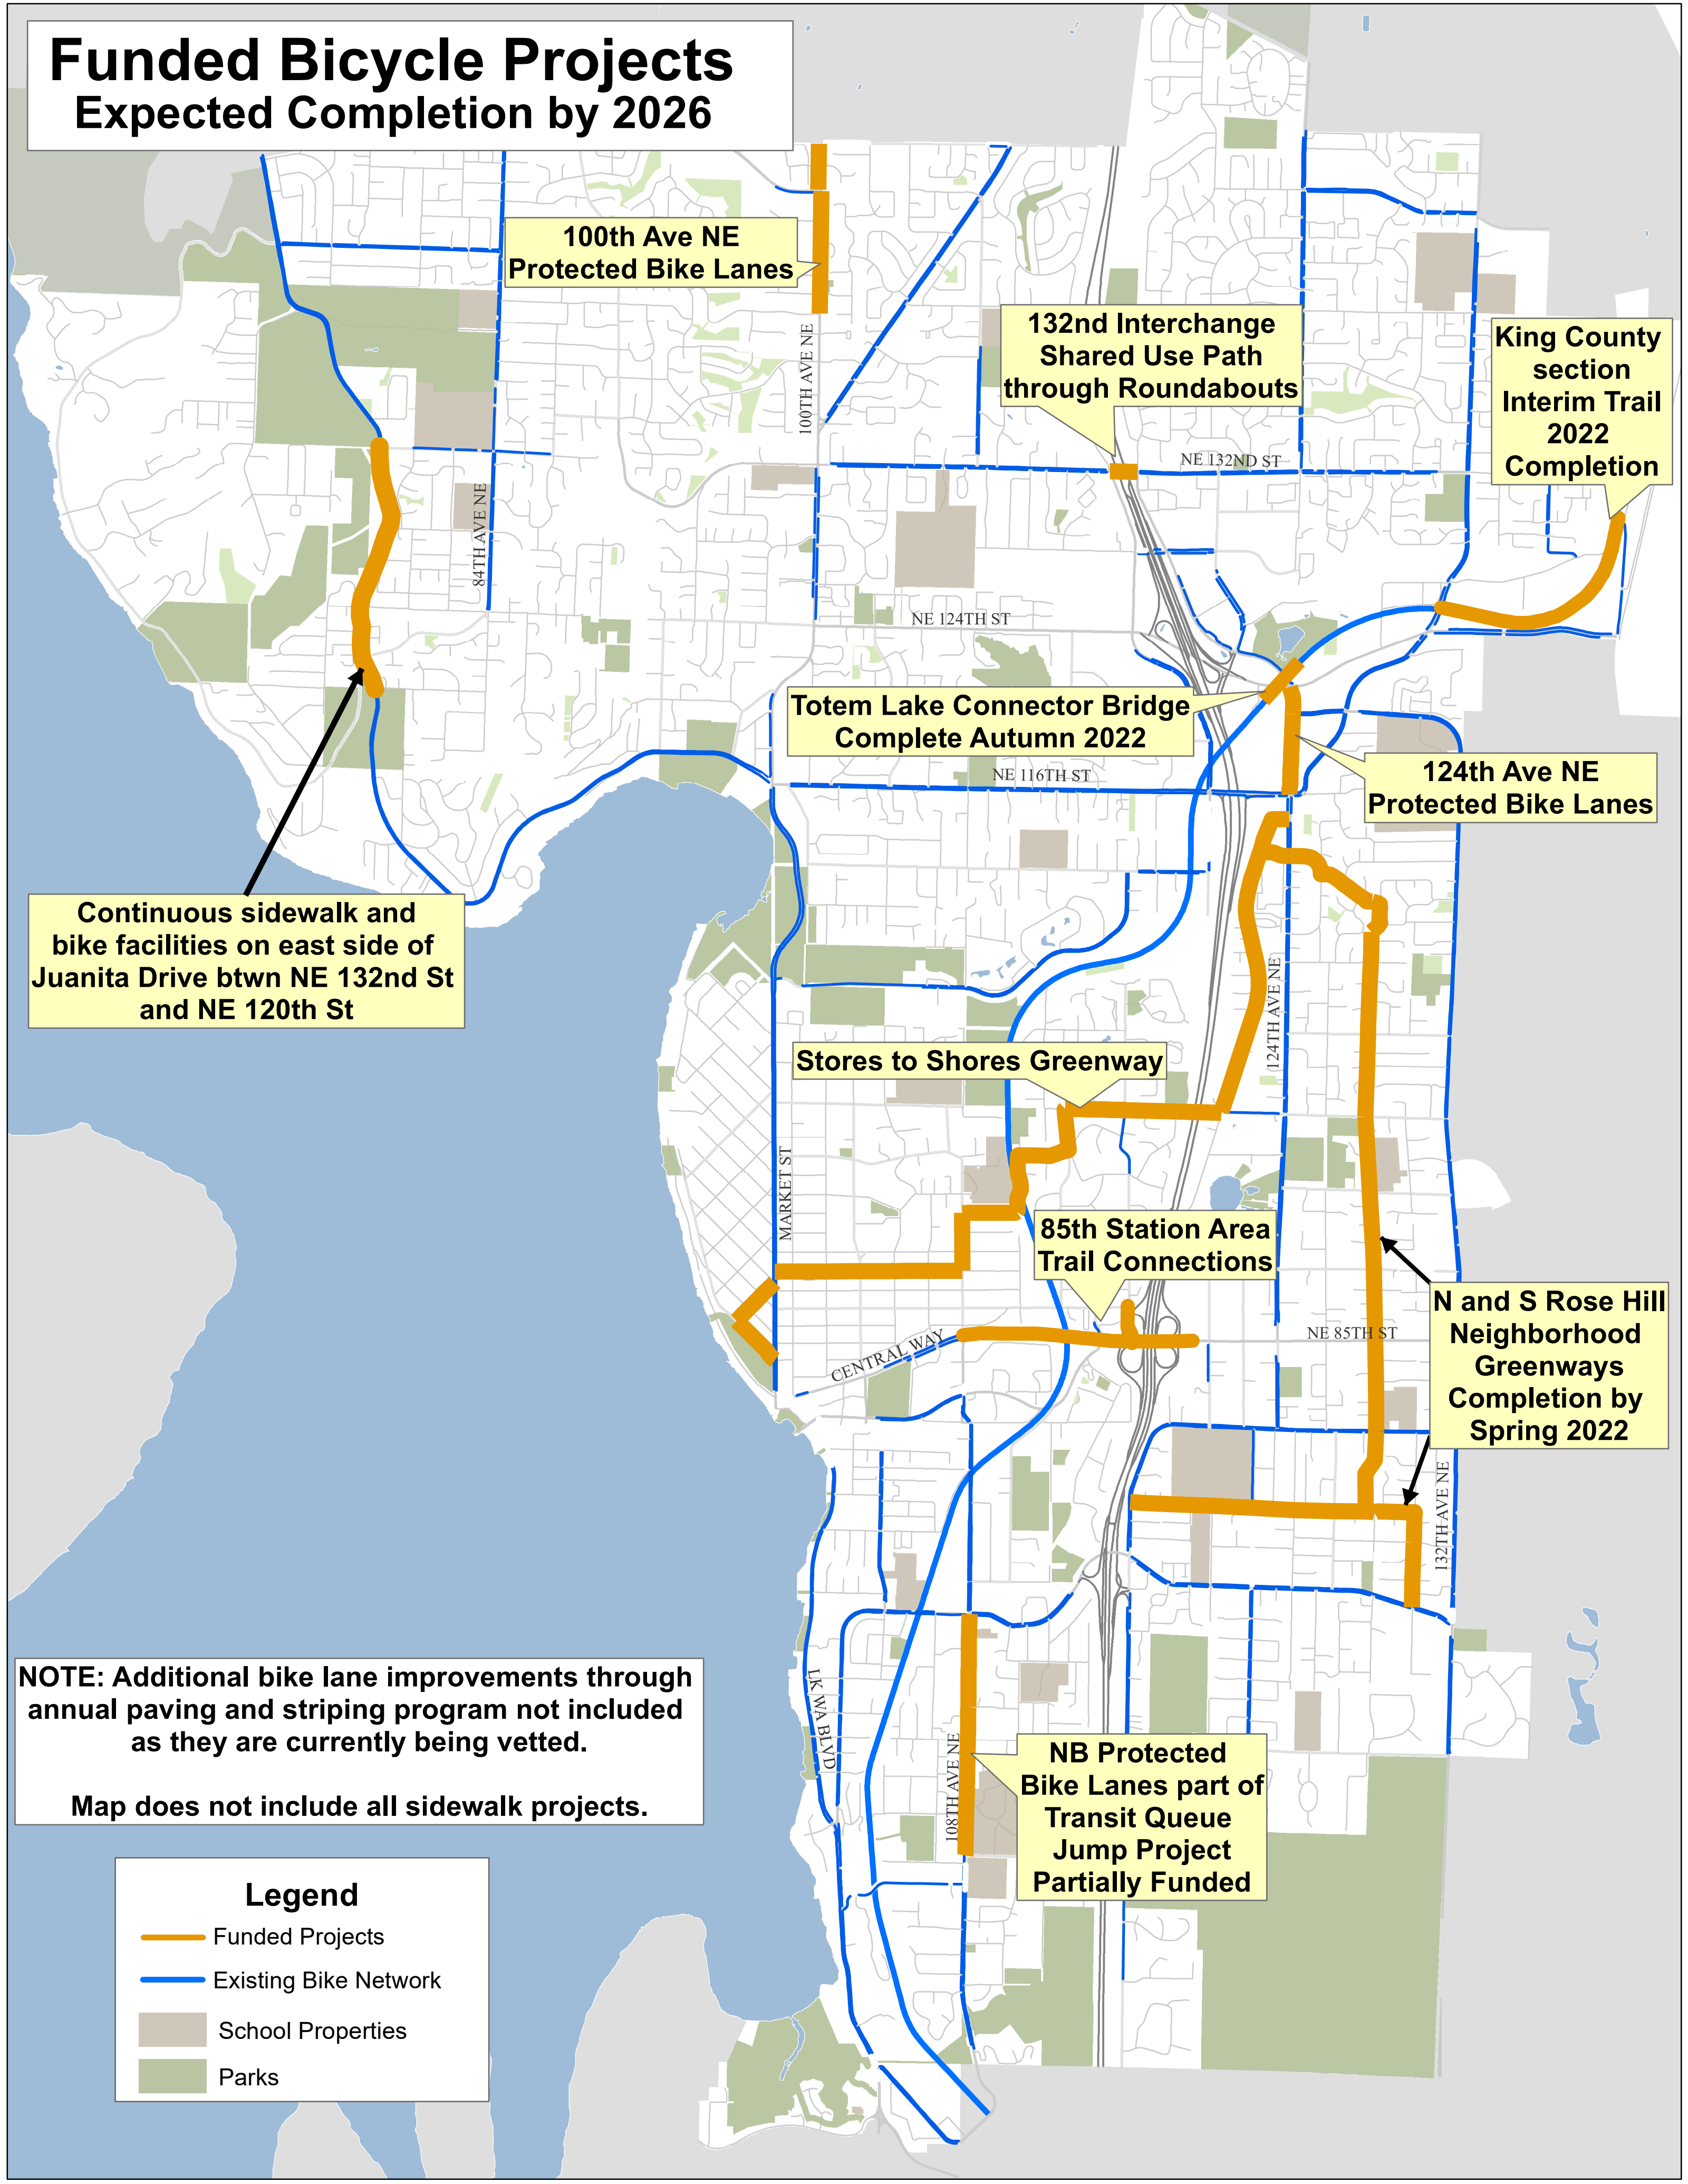 Funded Bicycle Projects
Expected Completion by 2026
100th Ave NE
Protected Bike Lanes
132nd Interchange
Shared Use Path
through Roundabouts
King County
section
Interim Trail
2022
Completion
100TH AVE NE
NE 132ND ST
84TH AVE NE
NE 124TH ST
Totem Lake Connector Bridge
Complete Autumn 2022
NE 116TH ST
124th Ave NE
Protected Bike Lanes
Continuous sidewalk and
bike facilities on east side of
Juanita Drive btwn NE 132nd St
and NE 120th St
124TH AVE NE
Stores to Shores Greenway
MARKET ST
85th Station Area
Trail Connections
N and S Rose Hill
Neighborhood
Greenways
Completion by
Spring 2022
NE 85TH ST
CENTRAL WAY
132TH AVE NE
NOTE: Additional bike lane improvements through
annual paving and striping program not included
as they are currently being vetted.
Map does not include all sidewalk projects.
LK WA BLVD
108TH AVE NE
NB Protected
Bike Lanes part of
Transit Queue
Jump Project
Partially Funded
Legend
Funded Projects
Existing Bike Network
School Properties
Parks